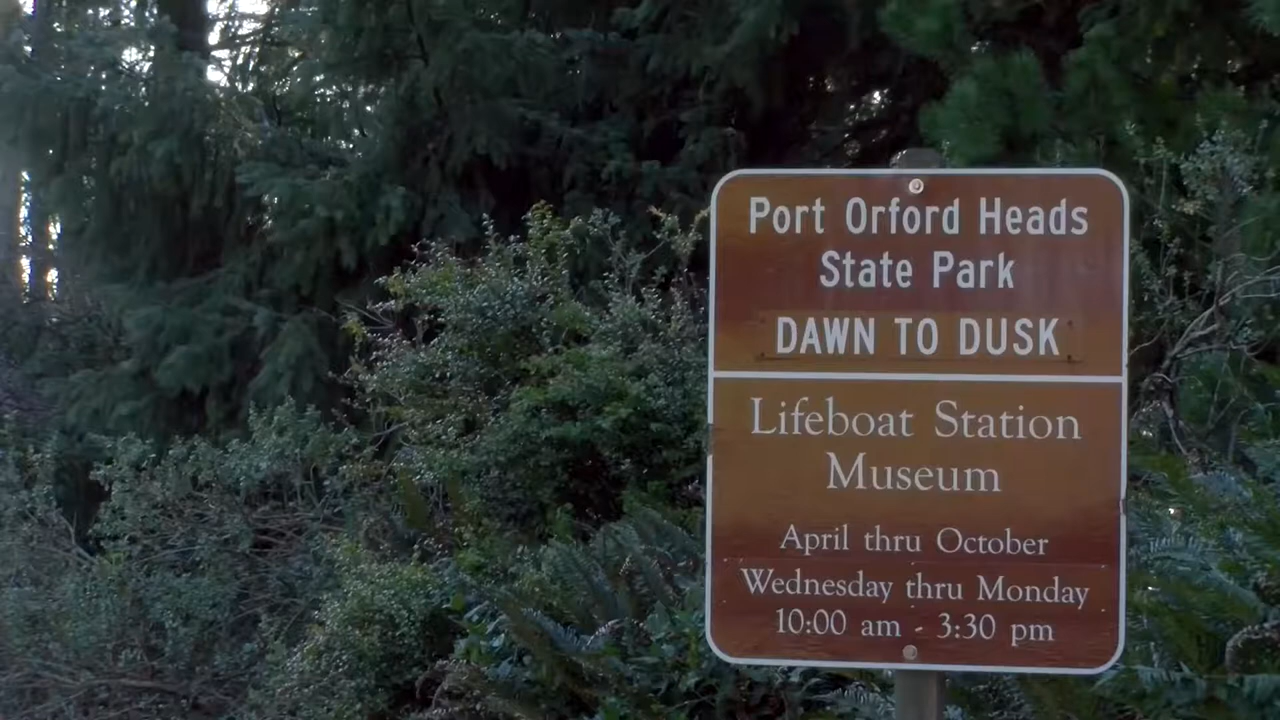 Port Orford Heads
State Park
DAWN TO DUSK
Lifeboat Station
Museum
April thru October
Wednesday thru Monday
10:00 am - 3:30 pm